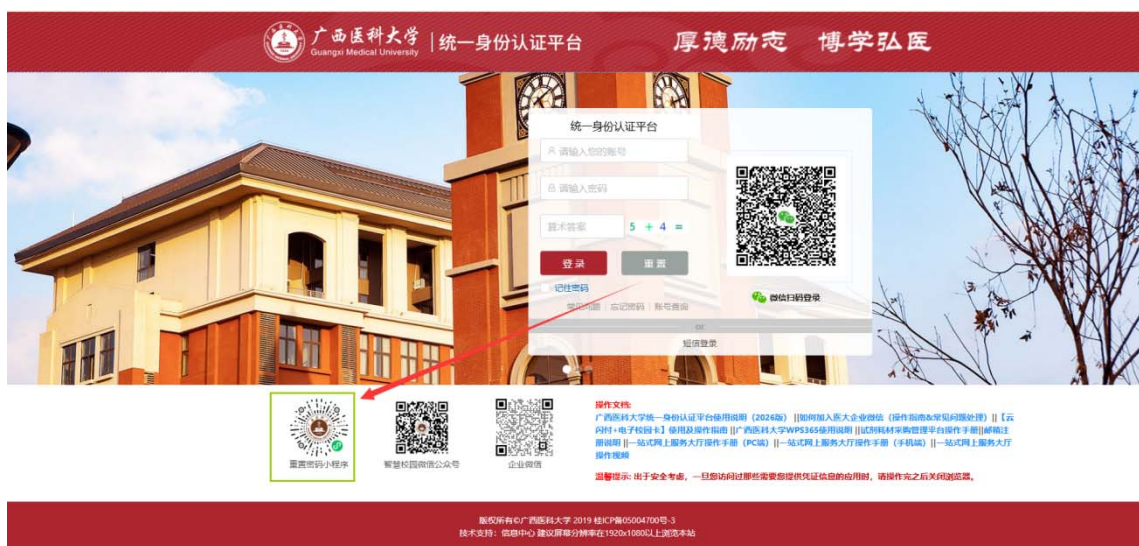 广西医科大学 | 统一身份认证平台
Guangxi Medical University
厚德励志 博学弘医
统一身份认证平台
请输入您的账号
请输入密码
算术答案 5 + 4 =
登录 重置
记住密码
常见问题 | 忘记密码 | 账号查询
微信扫码登录
or
短信登录
重置密码小程序
智慧校园微信公众号
企业微信
操作文档:
广西医科大学统一身份认证平台使用说明（2026版）||如何加入医大企业微信（操作指南&常见问题处理）||【云
闪付+电子校园卡】使用及操作指南 ||广西医科大学WPS365使用说明 ||试剂耗材采购管理平台操作手册||邮箱注
册说明 ||一站式网上服务大厅操作手册（PC端）||一站式网上服务大厅操作手册（手机端）||一站式网上服务大厅
操作视频
温馨提示: 出于安全考虑，一旦您访问过那些需要您提供凭证信息的应用时，请操作完之后关闭浏览器。
版权所有©广西医科大学 2019 桂ICP备05004700号-3
技术支持：信息中心 建议屏幕分辨率在1920x1080以上浏览本站